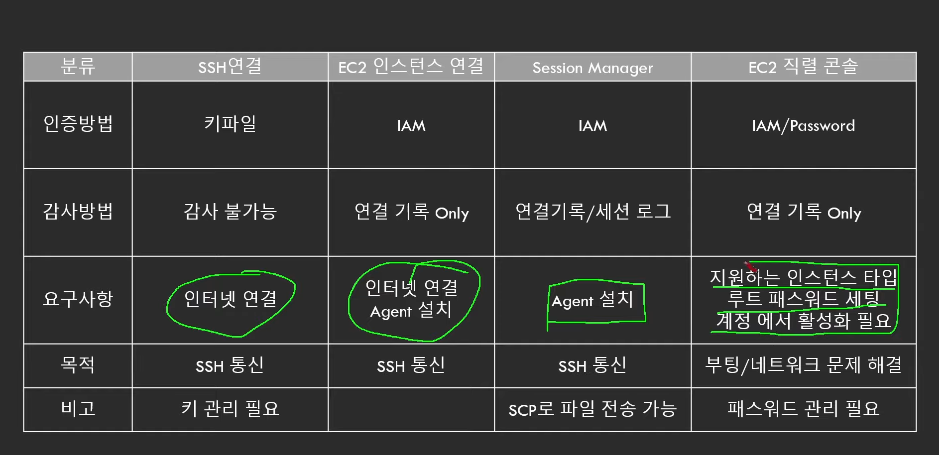 분류 SSH연결 EC2 인스턴스 연결 Session Manager EC2 직렬 콘솔
인증방법 키파일 IAM IAM IAM/Password
감사방법 감사 불가능 연결 기록 Only 연결기록/세션 로그 연결 기록 Only
요구사항 인터넷 연결 인터넷 연결
Agent 설치 Agent 설치 지원하는 인스턴스 타입
루트 패스워드 세팅
계정 에서 활성화 필요
목적 SSH 통신 SSH 통신 SSH 통신 부팅/네트워크 문제 해결
비고 키 관리 필요 SCP로 파일 전송 가능 패스워드 관리 필요